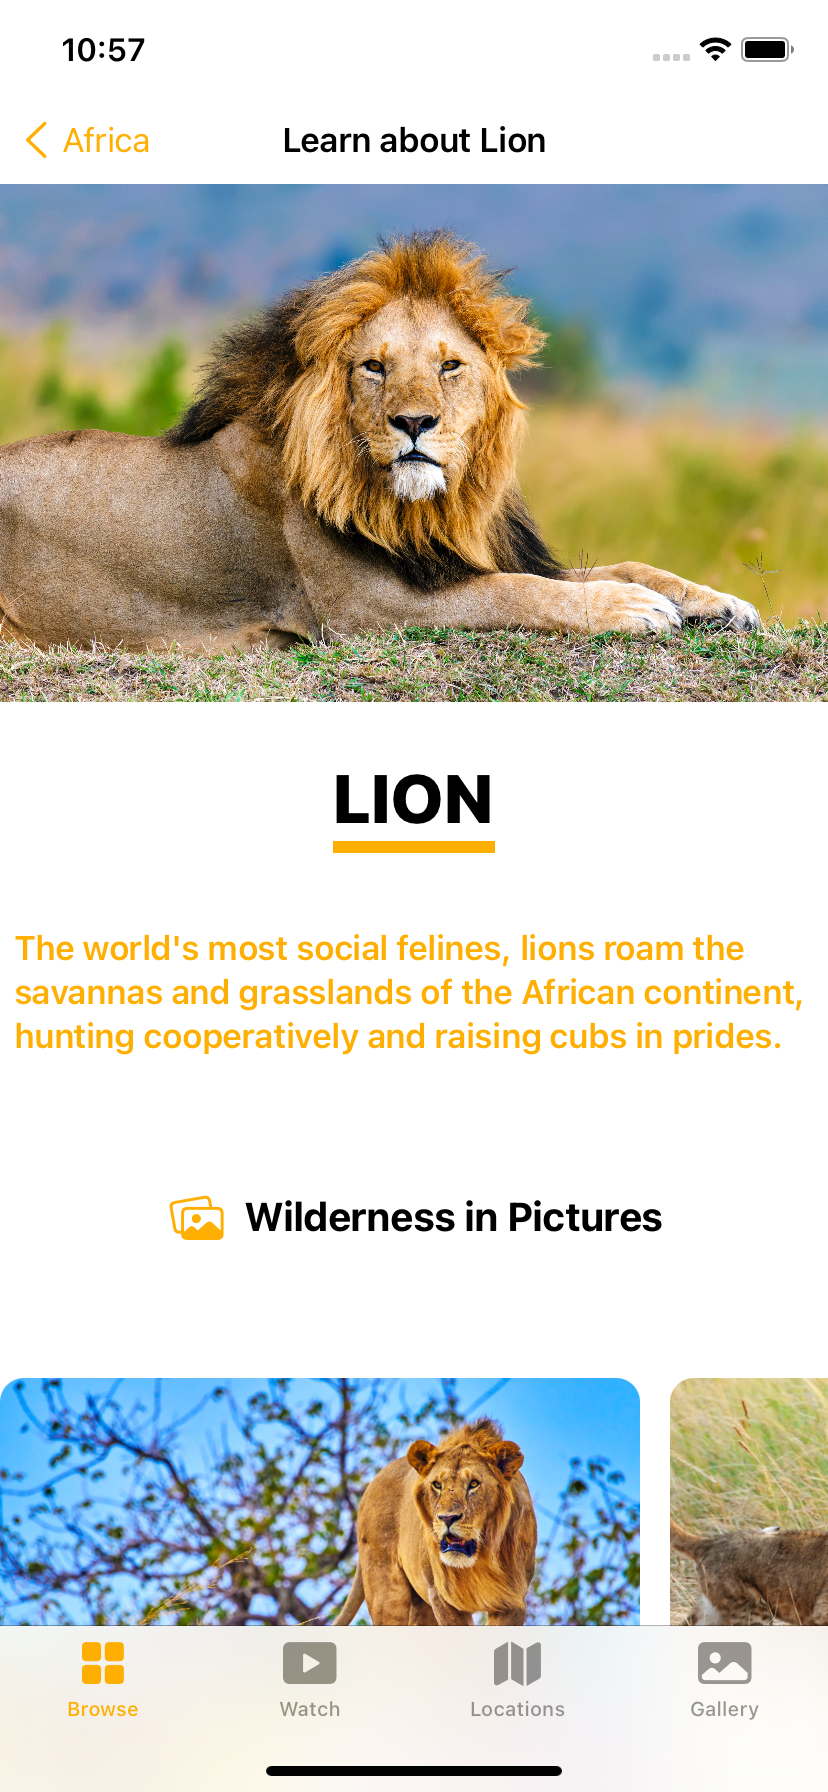 10:57
Africa
Learn about Lion
LION
The world's most social felines, lions roam the
savannas and grasslands of the African continent,
hunting cooperatively and raising cubs in prides.
Wilderness in Pictures
Browse
Watch
Locations
Gallery